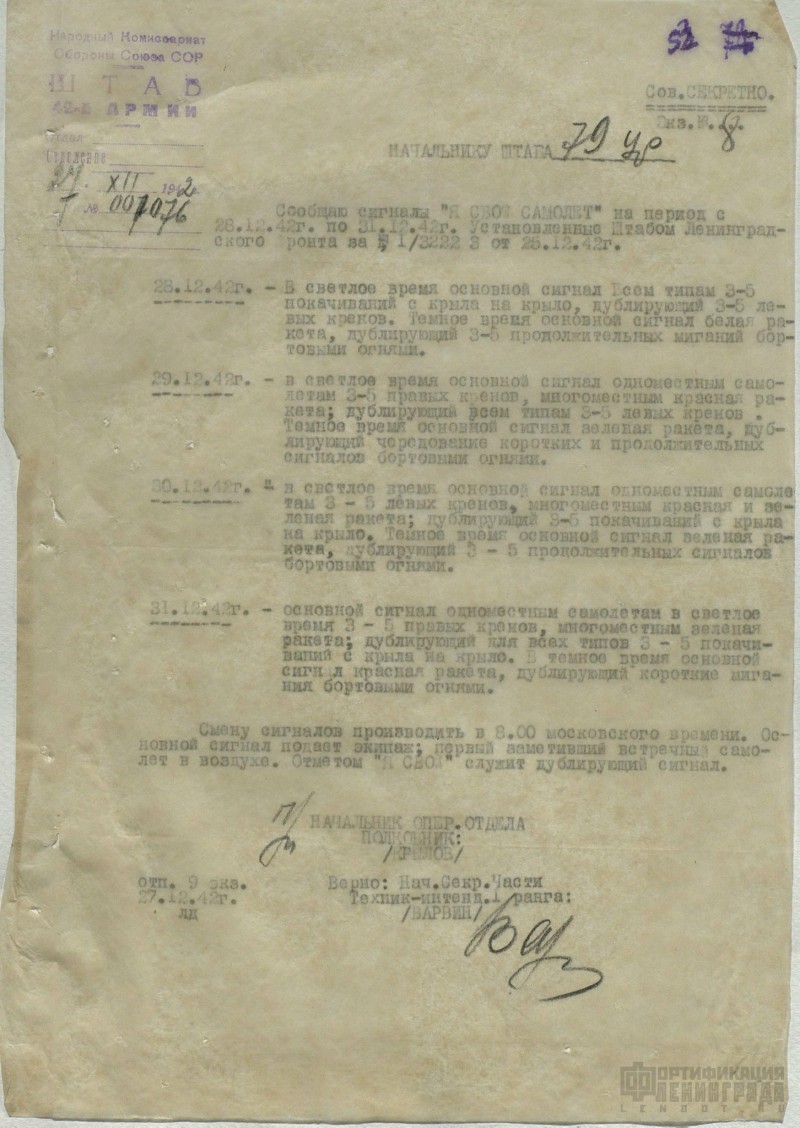 Народный Комиссариат
Обороны Союза ССР
ШТАБ
42-й АРМИИ
Отдел
27. XII 1942 г.
№ 001076
52
Сов.СЕКРЕТНО.
Экз.№ 8
НАЧАЛЬНИКУ ШТАБА 79 ур
Сообщаю сигналы "Я СВОЙ САМОЛЕТ" на период с
28.12.42г. по 31.12.42г. Установленные Штабом Ленинград-
ского Фронта за № 1/3222 3 от 25.12.42г.
28.12.42г. - В светлое время основной сигнал Всем типам 3-5
покачиваний с крыла на крыло, дублирующий 3-5 ле-
вых кренов. Темное время основной сигнал белая ра-
кета, дублирующий 3-5 продолжительных миганий бор-
товыми огнями.
29.12.42г. - в светлое время основной сигнал одноместным само-
летам 3-5 правых кренов, многоместным красная ра-
кета; дублирующий всем типам 3-5 левых кренов .
Темное время основной сигнал зеленая ракета, дуб-
лирующий чередование коротких и продолжительных
сигналов бортовыми огнями.
30.12.42г. - в светлое время основной сигнал одноместным самоле
там 3 - 5 левых кренов, многоместным красная и зе-
леная ракета; дублирующий 3-5 покачиваний с крыла
на крыло. Темное время основной сигнал зеленая ра-
кета, дублирующий 3 - 5 продолжительных сигналов
бортовыми огнями.
31.12.42г. - основной сигнал одноместным самолетам в светлое
время 3 - 5 правых кренов, многоместным зеленая
ракета; дублирующий для всех типов 3 - 5 покачи-
ваний с крыла на крыло. В темное время основной
сигнал красная ракета, дублирующий короткие мига-
ния бортовыми огнями.
Смену сигналов производить в 8.00 московского времени. Ос-
новной сигнал подает экипаж; первый заметивший встречный само-
лет в воздухе. Отметом "Я СВОЙ" служит дублирующий сигнал.
НАЧАЛЬНИК ОПЕР.ОТДЕЛА
ПОЛКОВНИК:
/КРЫЛОВ/
отп. 9 экз.
27.12.42г.
лд
Верно: Нач.Секр.Части
Техник-интенд.1 ранга:
/ВАРВИН/
ФОРТИФИКАЦИЯ
ЛЕНИНГРАДА
LENDOT.RU